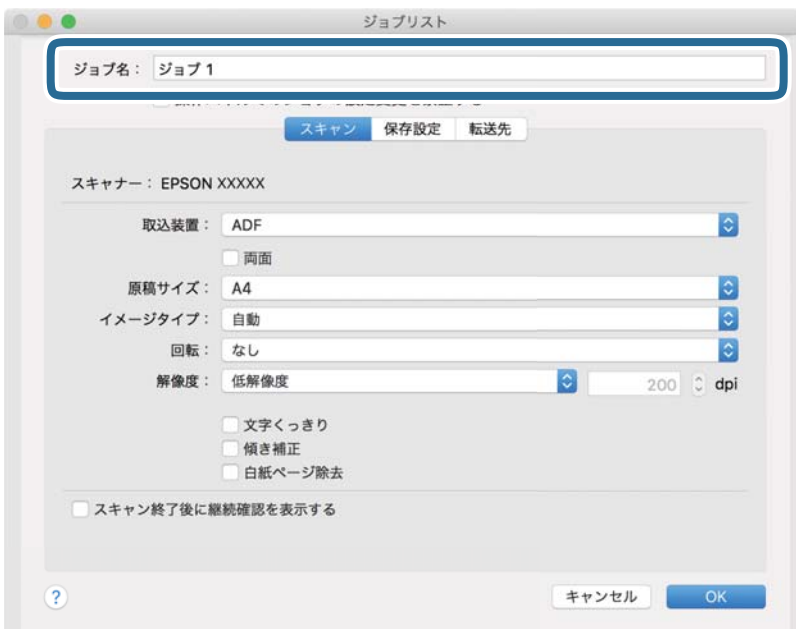 ジョブリスト
ジョブ名： ジョブ 1
スキャン 保存設定 転送先
スキャナー： EPSON XXXXX
取込装置： ADF
両面
原稿サイズ： A4
イメージタイプ： 自動
回転： なし
解像度： 低解像度 200 dpi
文字くっきり
傾き補正
白紙ページ除去
スキャン終了後に継続確認を表示する
? キャンセル OK